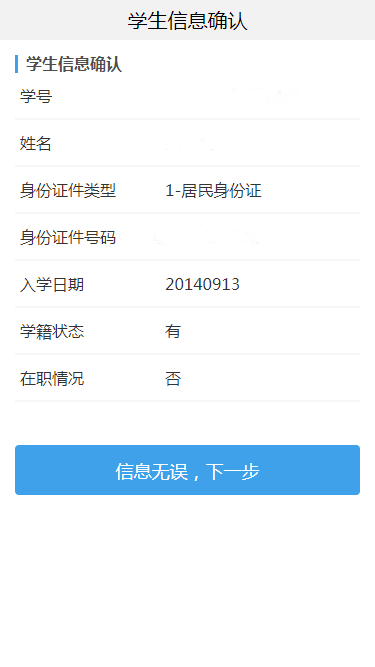 学生信息确认
学生信息确认
学号
姓名
身份证件类型 1-居民身份证
身份证件号码
入学日期 20140913
学籍状态 有
在职情况 否
信息无误，下一步